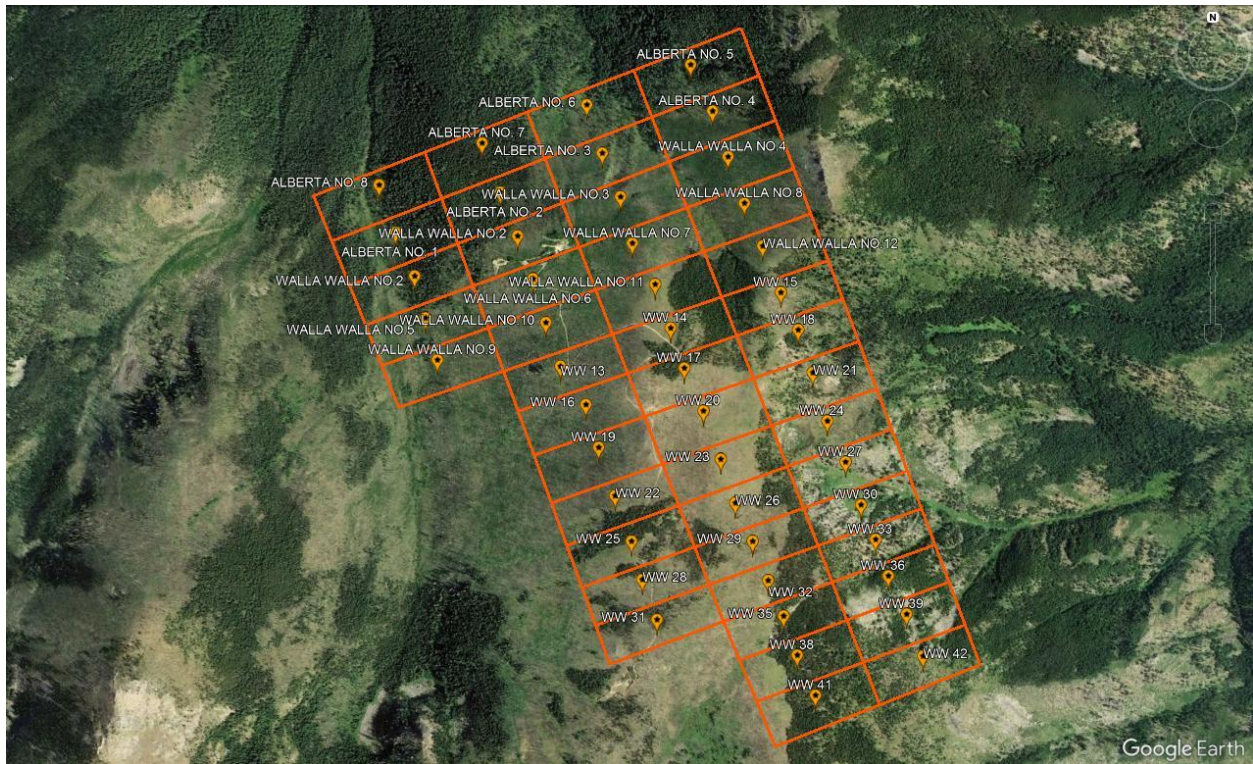 N
ALBERTA NO. 5
ALBERTA NO. 6
ALBERTA NO. 4
ALBERTA NO. 7
ALBERTA NO. 3
WALLA WALLA NO.4
ALBERTA NO. 8
WALLA WALLA NO.3
WALLA WALLA NO.8
ALBERTA NO. 2
WALLA WALLA NO.2
WALLA WALLA NO.7
WALLA WALLA NO 12
ALBERTA NO. 1
WALLA WALLA NO.2
WALLA WALLA NO.11
WW 15
WALLA WALLA NO.6
WW 14
WW 18
WALLA WALLA NO.10
WALLA WALLA NO.5
WALLA WALLA NO.9
WW 17
WW 13
WW 21
WW 16
WW 20
WW 24
WW 19
WW 23
WW 27
WW 22
WW 26
WW 30
WW 25
WW 29
WW 33
WW 28
WW 32
WW 36
WW 31
WW 35
WW 39
WW 38
WW 42
WW 41
Google Earth